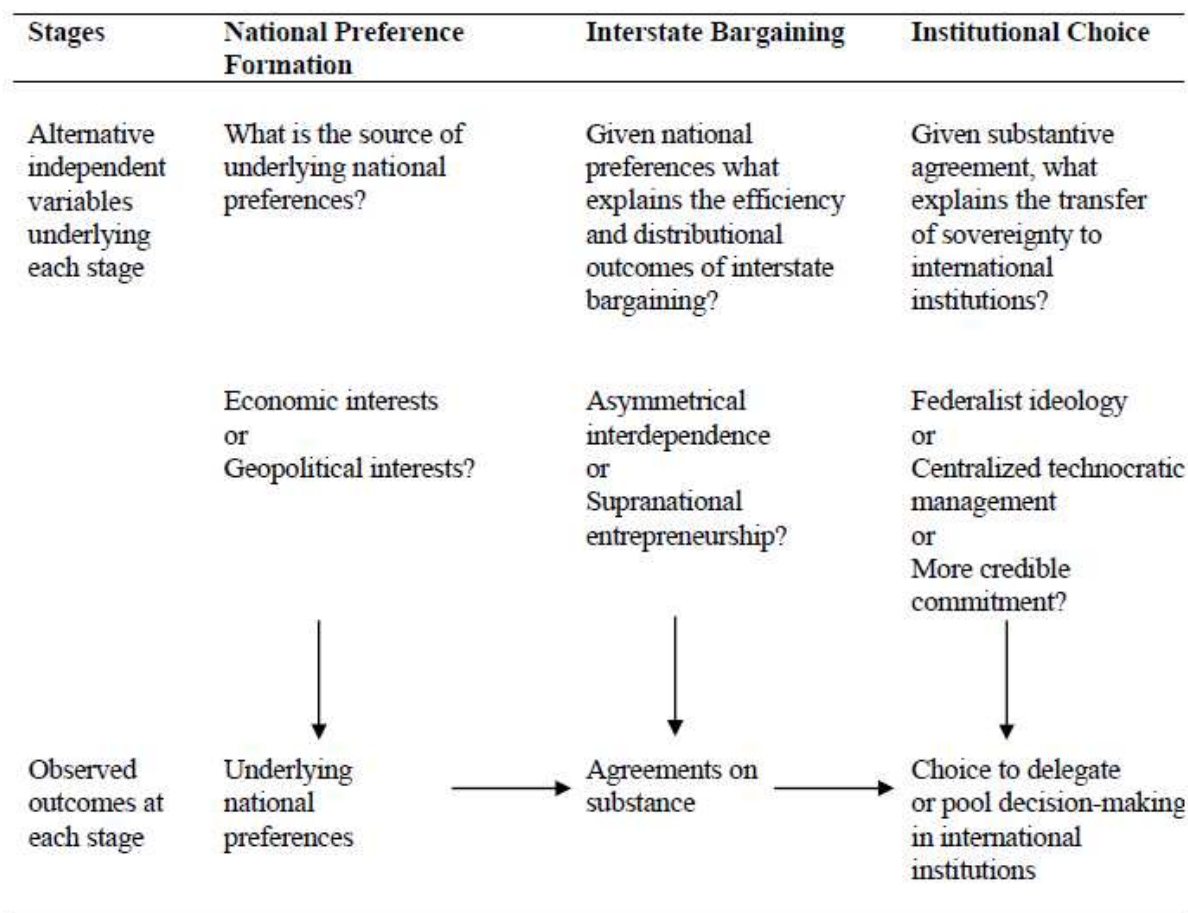 Stages
National Preference
Formation
Interstate Bargaining
Institutional Choice
Alternative
independent
variables
underlying
each stage
What is the source of
underlying national
preferences?
Given national
preferences what
explains the efficiency
and distributional
outcomes of interstate
bargaining?
Given substantive
agreement, what
explains the transfer
of sovereignty to
international
institutions?
Economic interests
or
Geopolitical interests?
Asymmetrical
interdependence
or
Supranational
entrepreneurship?
Federalist ideology
or
Centralized technocratic
management
or
More credible
commitment?
Observed
outcomes at
each stage
Underlying
national
preferences
Agreements on
substance
Choice to delegate
or pool decision-making
in international
institutions